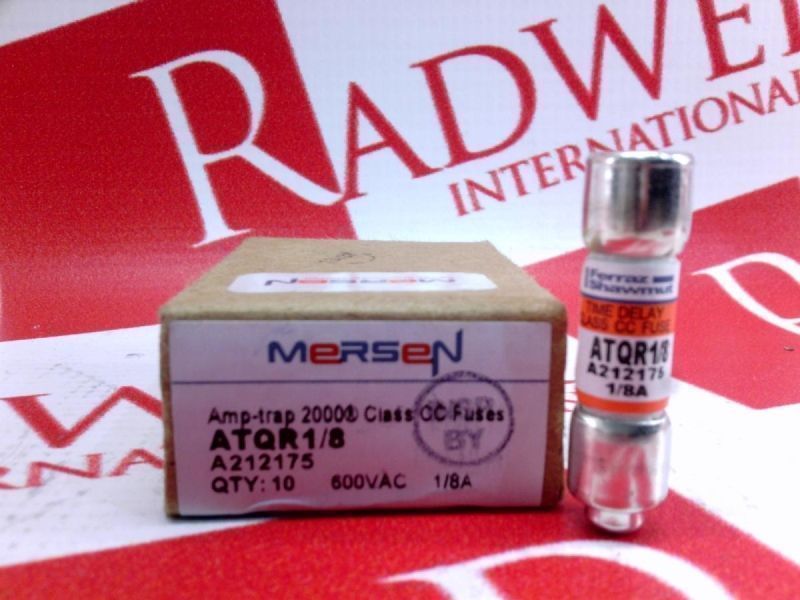 RADWEL
INTERNATIONAL
MERSEN
MERSEN
Amp-trap 2000® Class CC Fuses
ATQR1/8
A212175
QTY: 10 600VAC 1/8A
BY
Ferraz
Shawmut
TIME DELAY
CLASS CC FUSE
ATQR1/8
A212175
1/8A